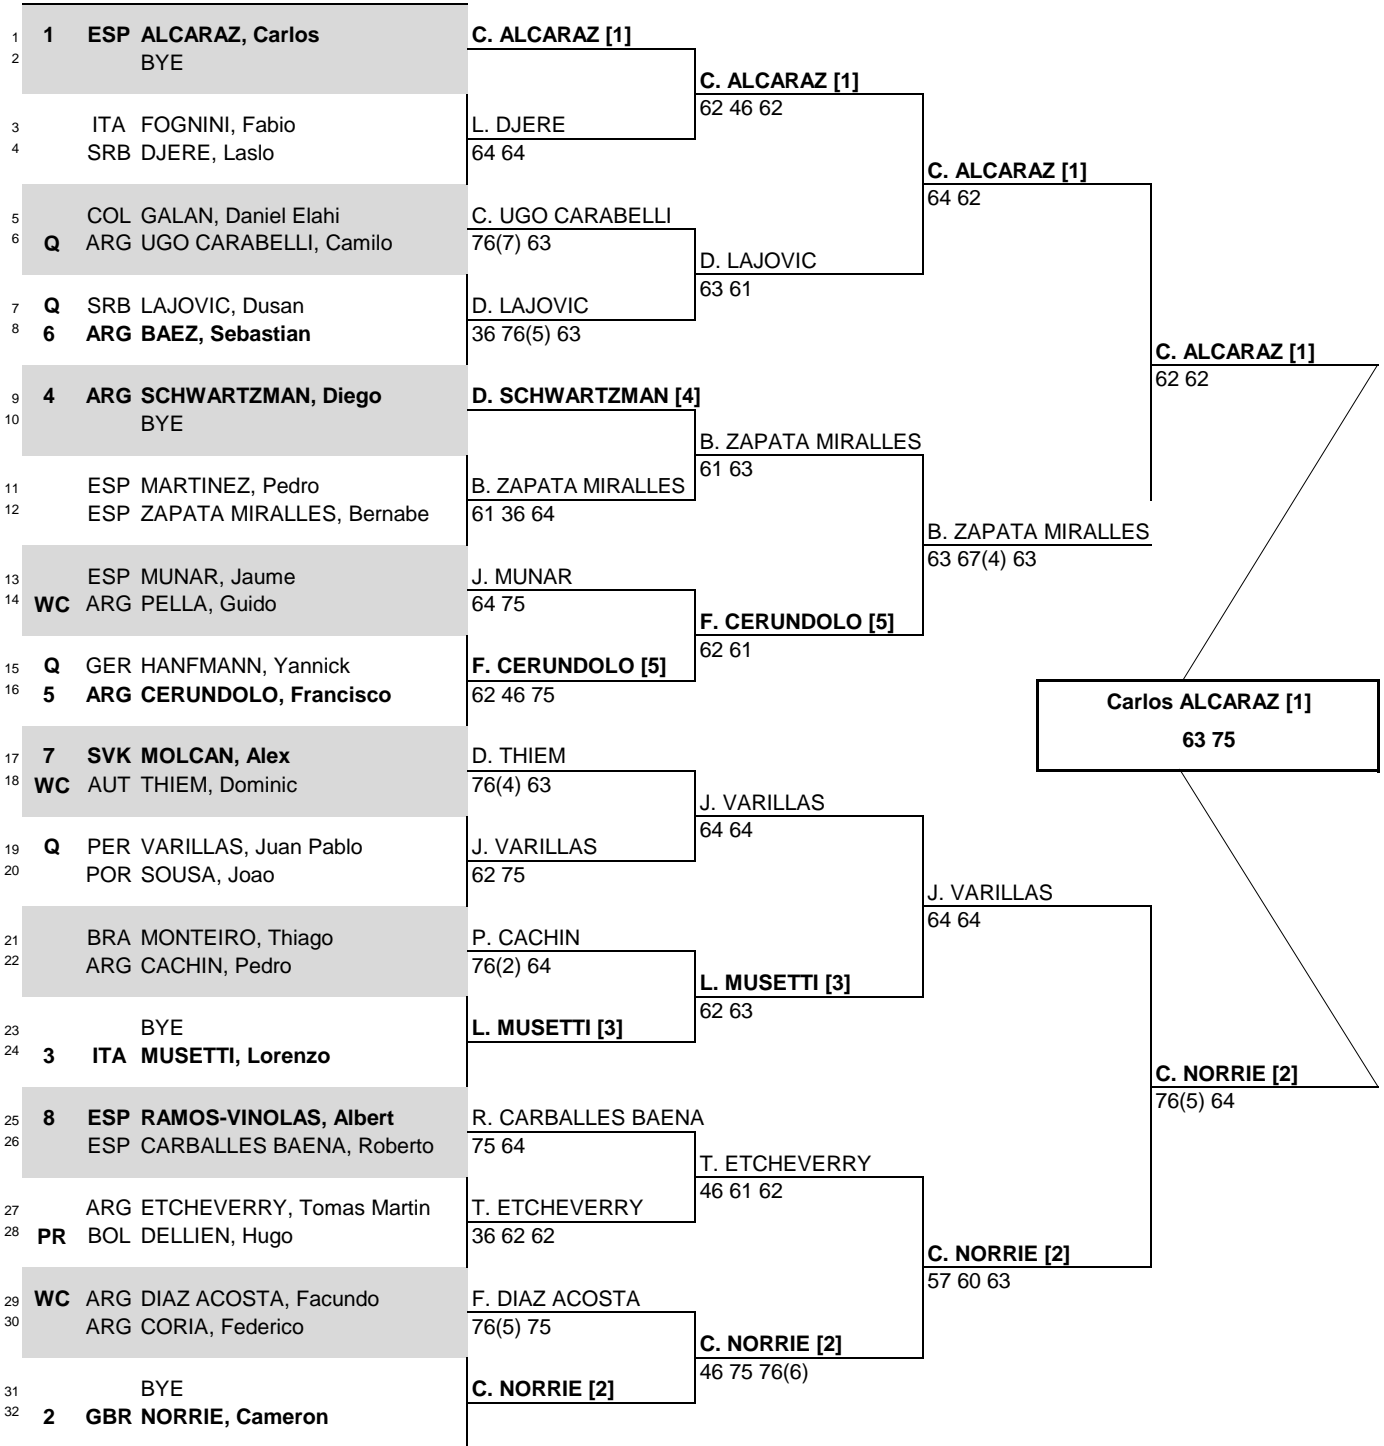 1 1 ESP ALCARAZ, Carlos
2 BYE
3 ITA FOGNINI, Fabio
4 SRB DJERE, Laslo
5 COL GALAN, Daniel Elahi
6 Q ARG UGO CARABELLI, Camilo
7 Q SRB LAJOVIC, Dusan
8 6 ARG BAEZ, Sebastian
9 4 ARG SCHWARTZMAN, Diego
10 BYE
11 ESP MARTINEZ, Pedro
12 ESP ZAPATA MIRALLES, Bernabe
13 ESP MUNAR, Jaume
14 WC ARG PELLA, Guido
15 Q GER HANFMANN, Yannick
16 5 ARG CERUNDOLO, Francisco
17 7 SVK MOLCAN, Alex
18 WC AUT THIEM, Dominic
19 Q PER VARILLAS, Juan Pablo
20 POR SOUSA, Joao
21 BRA MONTEIRO, Thiago
22 ARG CACHIN, Pedro
23 BYE
24 3 ITA MUSETTI, Lorenzo
25 8 ESP RAMOS-VINOLAS, Albert
26 ESP CARBALLES BAENA, Roberto
27 ARG ETCHEVERRY, Tomas Martin
28 PR BOL DELLIEN, Hugo
29 WC ARG DIAZ ACOSTA, Facundo
30 ARG CORIA, Federico
31 BYE
32 2 GBR NORRIE, Cameron
C. ALCARAZ [1]
L. DJERE
64 64
C. UGO CARABELLI
76(7) 63
D. LAJOVIC
36 76(5) 63
D. SCHWARTZMAN [4]
B. ZAPATA MIRALLES
61 36 64
J. MUNAR
64 75
F. CERUNDOLO [5]
62 46 75
D. THIEM
76(4) 63
J. VARILLAS
62 75
P. CACHIN
76(2) 64
L. MUSETTI [3]
R. CARBALLES BAENA
75 64
T. ETCHEVERRY
36 62 62
F. DIAZ ACOSTA
76(5) 75
C. NORRIE [2]
C. ALCARAZ [1]
62 46 62
D. LAJOVIC
63 61
B. ZAPATA MIRALLES
61 63
F. CERUNDOLO [5]
62 61
J. VARILLAS
64 64
L. MUSETTI [3]
62 63
T. ETCHEVERRY
46 61 62
C. NORRIE [2]
46 75 76(6)
C. ALCARAZ [1]
64 62
B. ZAPATA MIRALLES
63 67(4) 63
J. VARILLAS
64 64
C. NORRIE [2]
57 60 63
C. ALCARAZ [1]
62 62
C. NORRIE [2]
76(5) 64
Carlos ALCARAZ [1]
63 75